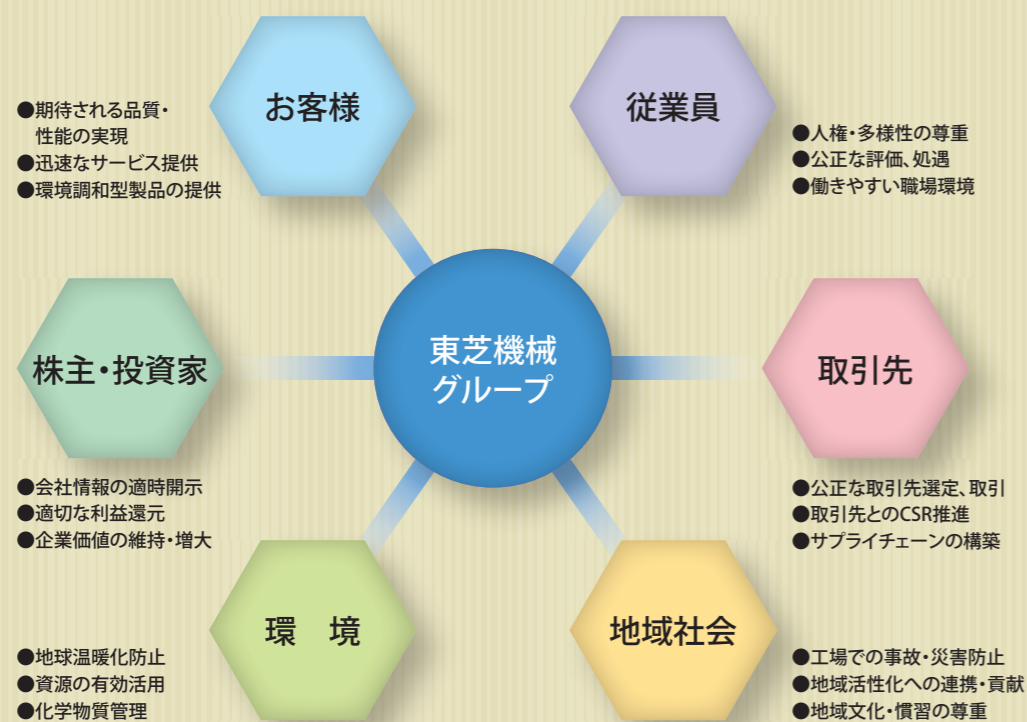 お客様
●期待される品質・
性能の実現
●迅速なサービス提供
●環境調和型製品の提供
従業員
●人権・多様性の尊重
●公正な評価、処遇
●働きやすい職場環境
東芝機械
グループ
株主・投資家
●会社情報の適時開示
●適切な利益還元
●企業価値の維持・増大
取引先
●公正な取引先選定、取引
●取引先とのCSR推進
●サプライチェーンの構築
環　境
●地球温暖化防止
●資源の有効活用
●化学物質管理
地域社会
●工場での事故・災害防止
●地域活性化への連携・貢献
●地域文化・慣習の尊重